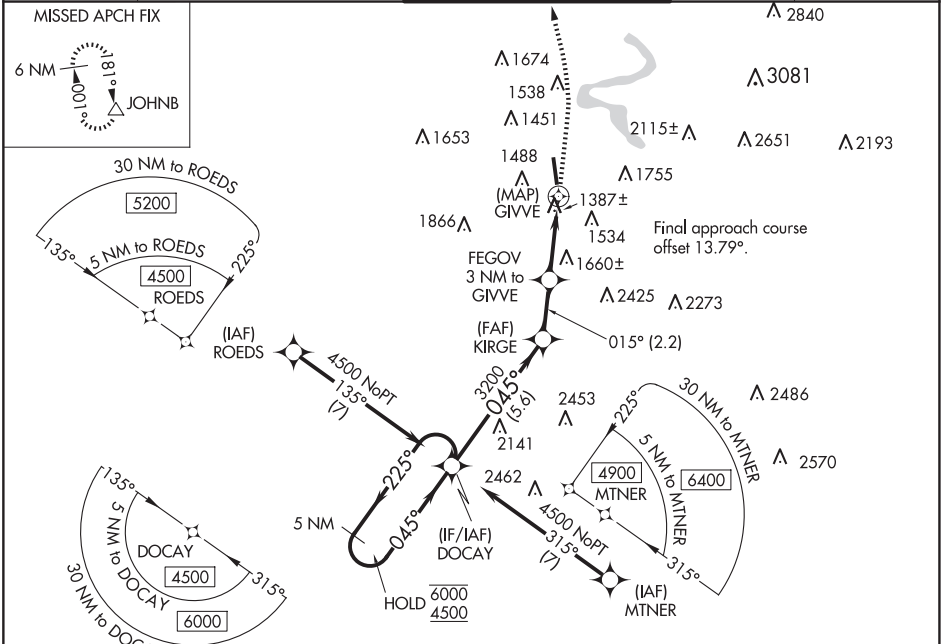 MISSED APCH FIX
6 NM
181°
001°
JOHNB
2840
1674
3081
1538
1451
1653
2115±
2651
2193
1488
1755
(MAP)
GIVVE
1387±
1866
1534
Final approach course
offset 13.79°.
30 NM to ROEDS
5200
135°
5 NM to ROEDS
225°
4500
ROEDS
FEGOV
3 NM to
GIVVE
1660±
2425
2273
(IAF)
ROEDS
(FAF)
KIRGE
015° (2.2)
4500 NoPT
135°
(7)
3200
045°
(5.6)
2453
2141
2486
2570
30 NM to MTNER
225°
5 NM to MTNER
4900
MTNER
6400
315°
2462
225°
045°
5 NM
(IF/IAF)
DOCAY
4500 NoPT
315°
(7)
(IAF)
MTNER
HOLD
6000
4500
135°
DOCAY
5 NM to DOCAY
4500
315°
6000
30 NM to DOC